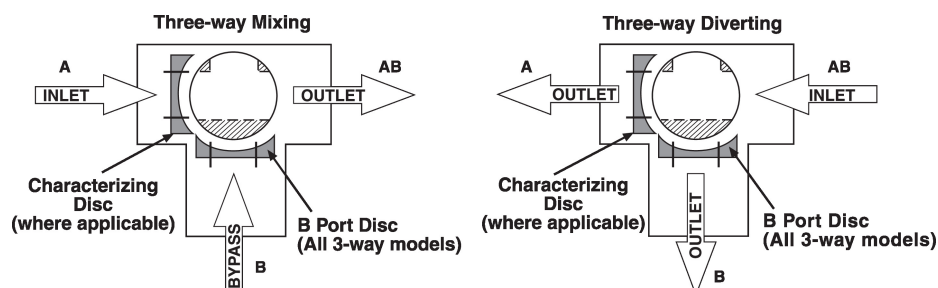 Three-way Mixing
A
INLET
OUTLET
AB
Characterizing
Disc
(where applicable)
B Port Disc
(All 3-way models)
BYPASS
B
Three-way Diverting
A
OUTLET
AB
INLET
Characterizing
Disc
(where applicable)
B Port Disc
(All 3-way models)
OUTLET
B